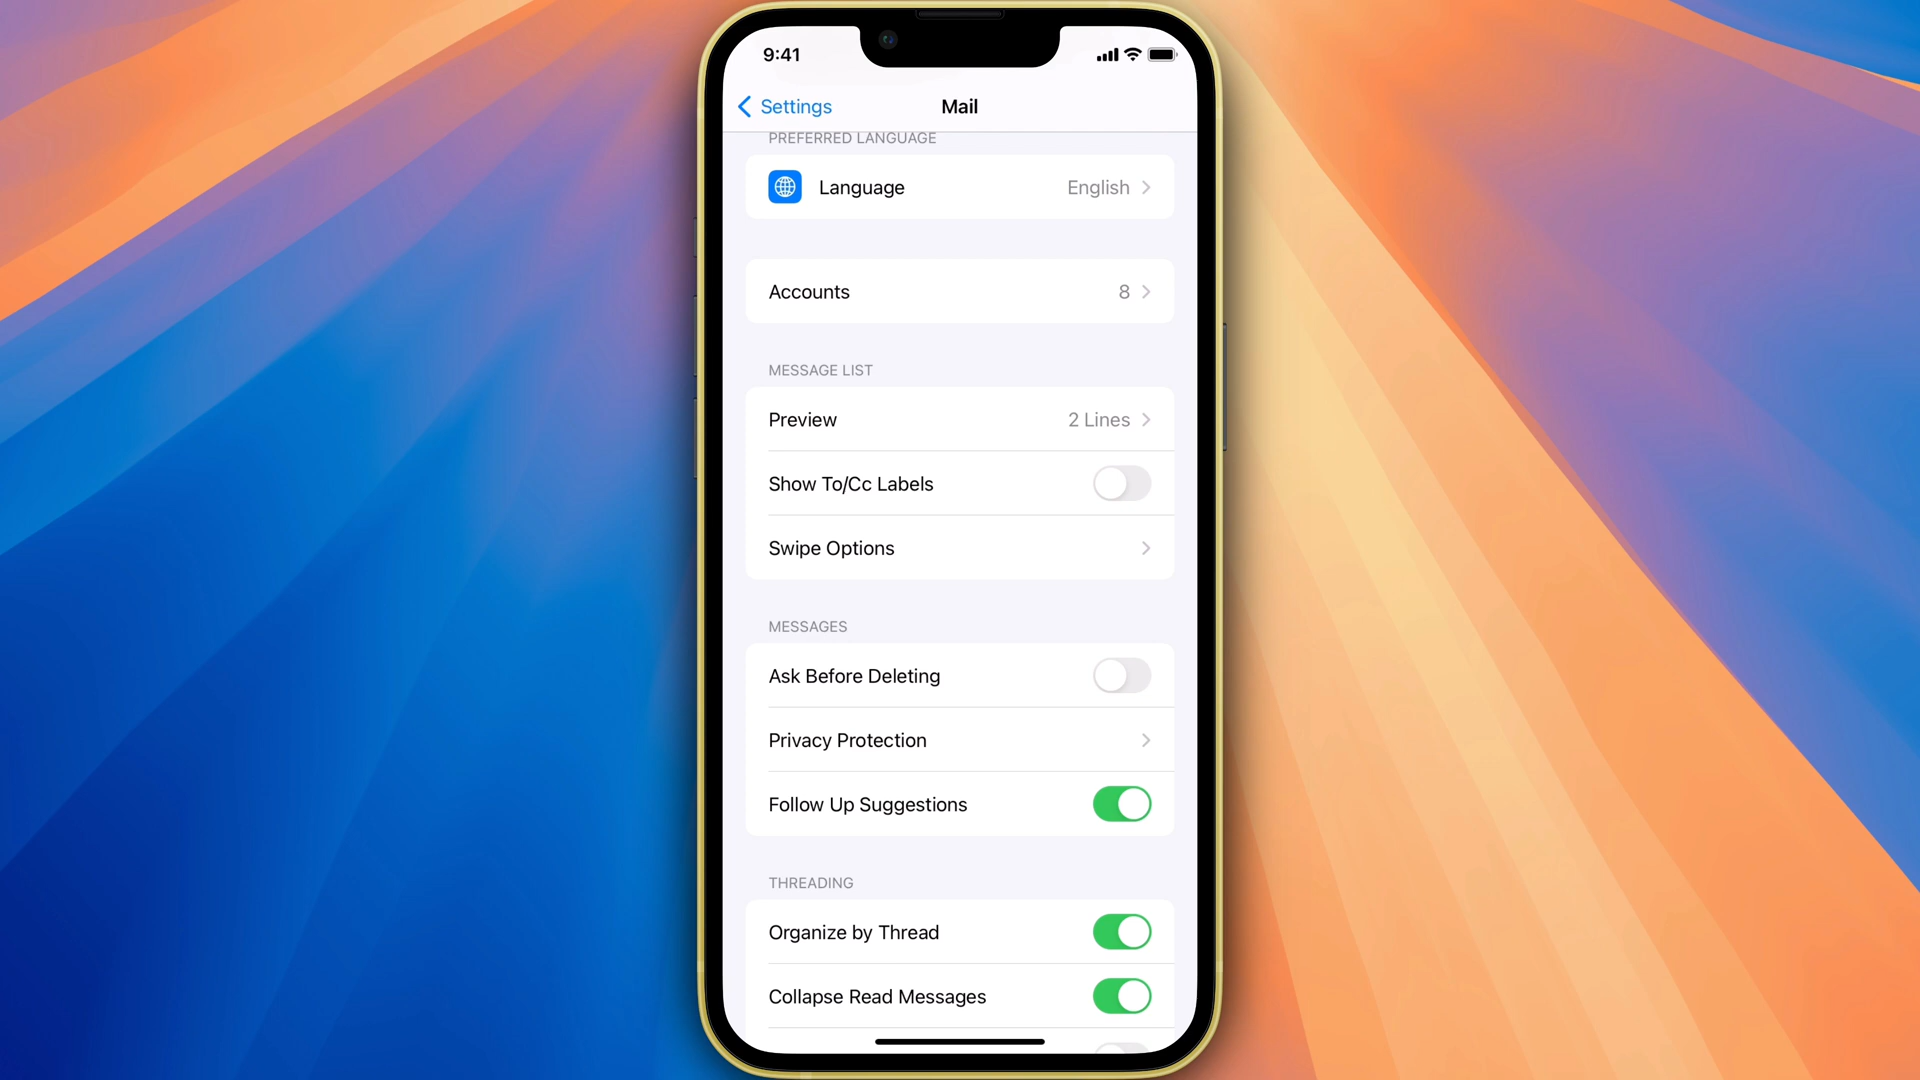 9:41
Settings
Mail
PREFERRED LANGUAGE
Language
English
Accounts
8
MESSAGE LIST
Preview
2 Lines
Show To/Cc Labels
Swipe Options
MESSAGES
Ask Before Deleting
Privacy Protection
Follow Up Suggestions
THREADING
Organize by Thread
Collapse Read Messages